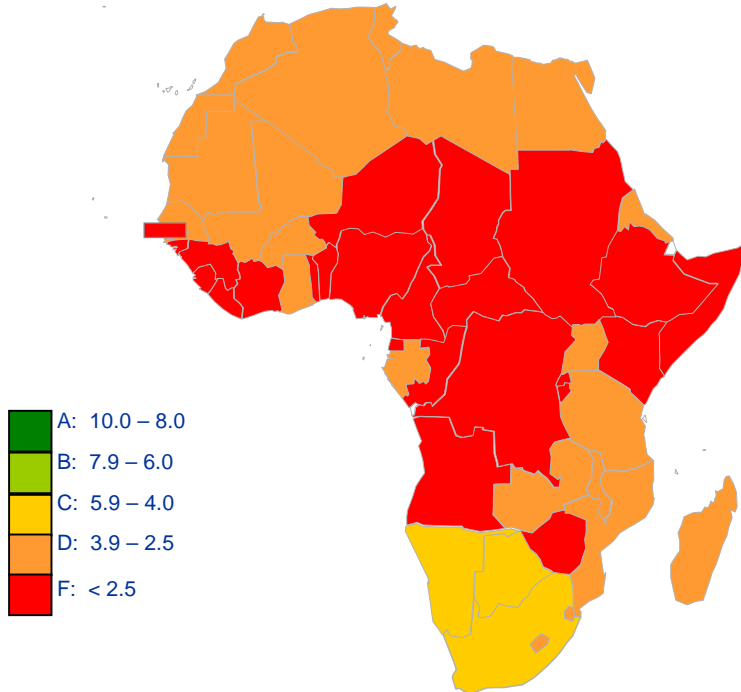 A: 10.0 – 8.0
B: 7.9 – 6.0
C: 5.9 – 4.0
D: 3.9 – 2.5
F: < 2.5